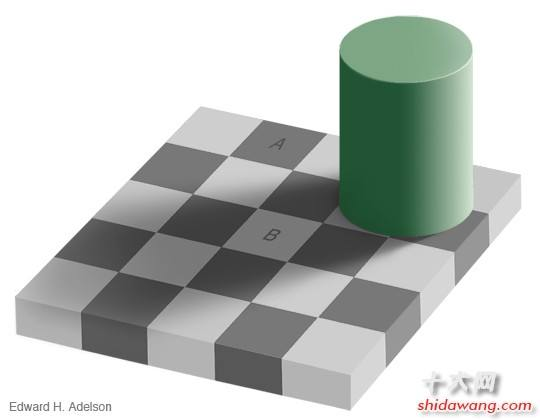 A
B
Edward H. Adelson
十大网
shidawang.com